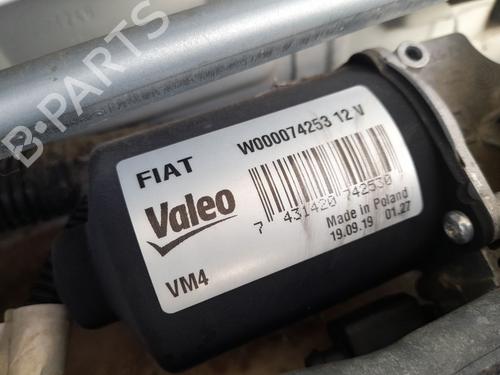 B-PARTS
FIAT W000074253 12 V
Valeo
7 431420 742530
Made in Poland
19.09.19 01.27
VM4